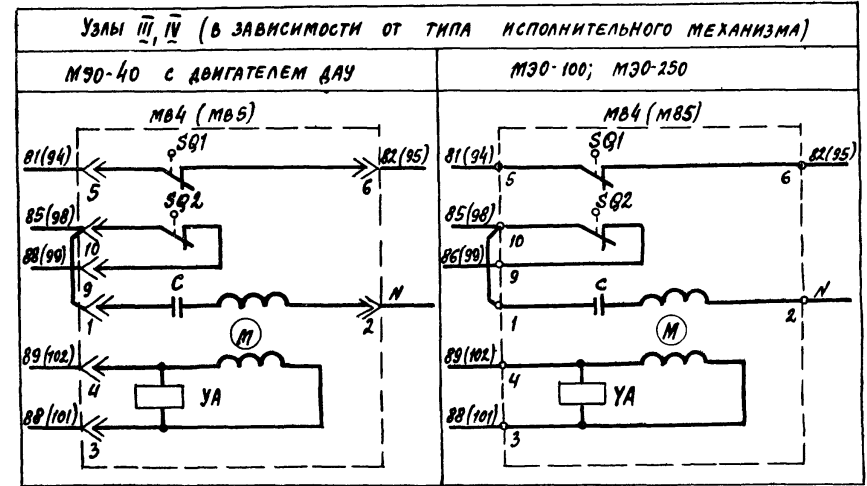 Узлы III, IV (в зависимости от типа исполнительного механизма)
МЭО-40 с двигателем ДАУ
МВ4 (МВ5)
SQ1
81(94)
82(95)
5
6
SQ2
85(98)
10
88(99)
9
С
N
1
2
М
89(102)
4
YA
88(101)
3
МЭО-100; МЭО-250
МВ4 (М85)
SQ1
81(94)
82(95)
5
6
SQ2
85(98)
10
86(99)
9
С
N
1
2
М
89(102)
4
YA
88(101)
3